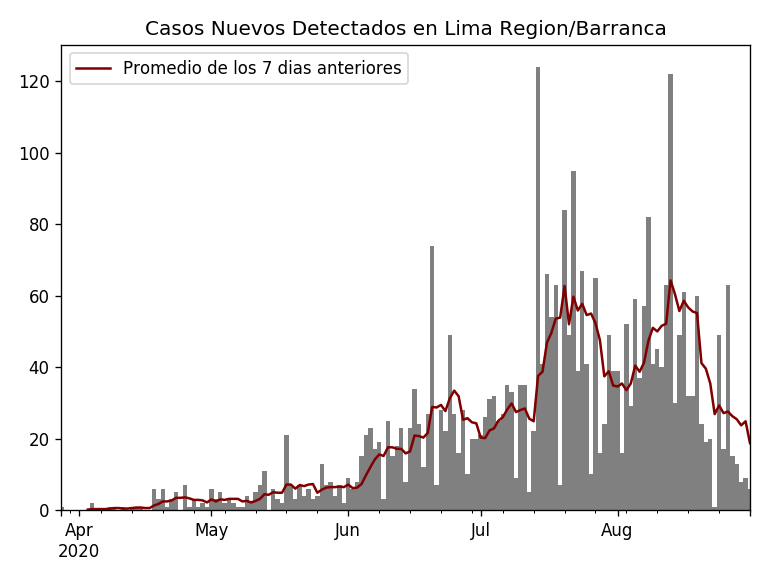 Casos Nuevos Detectados en Lima Region/Barranca
Promedio de los 7 dias anteriores
120
100
80
60
40
20
0
Apr May Jun Jul Aug
2020